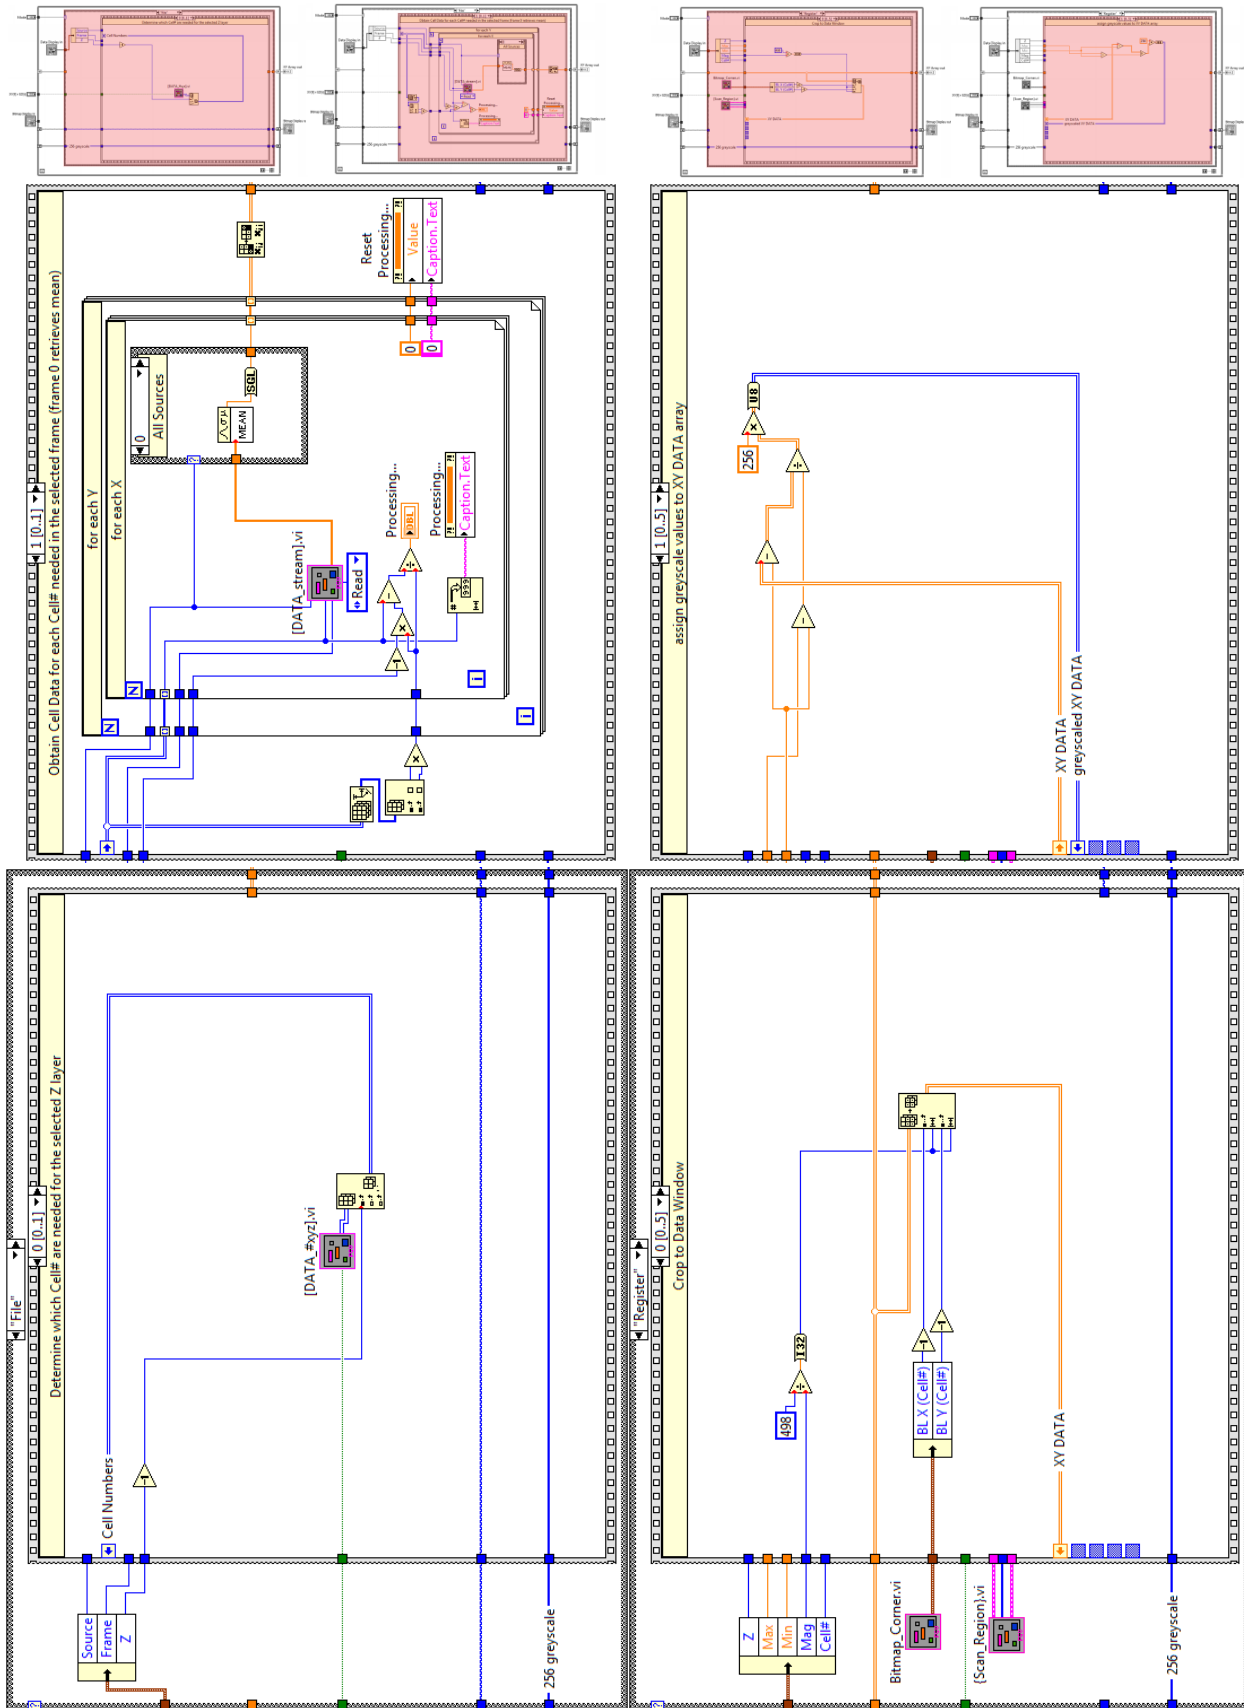 "File"
0 [0..1]
Determine which Cell# are needed for the selected Z layer
Source
Frame
Z
Cell Numbers
-1
[DATA_#xyz].vi
256 greyscale
1 [0..1]
Obtain Cell Data for each Cell# needed in the selected frame (frame 0 retrieves mean)
for each Y
for each X
N
N
i
i
0
All Sources
MEAN
SGL
[DATA_stream].vi
Read
-1
Processing...
DBL
Processing...
Caption.Text
0
0
Reset
Processing...
Value
Caption.Text
"Register"
0 [0..5]
Crop to Data Window
Z
Max
Min
Mag
Cell#
498
I32
Bitmap_Corner.vi
BL X (Cell#)
BL Y (Cell#)
-1
-1
{Scan_Region}.vi
XY DATA
256 greyscale
1 [0..5]
assign greyscale values to XY DATA array
256
U8
XY DATA
greyscaled XY DATA